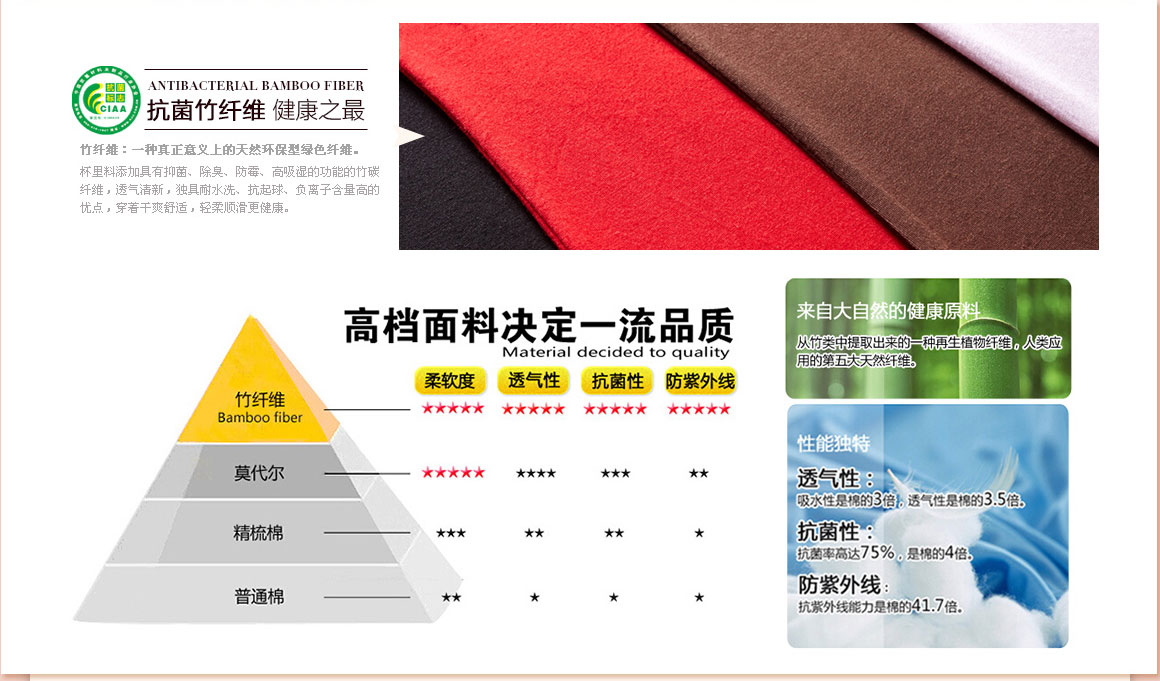 抗菌
标志
CIAA
ANTIBACTERIAL BAMBOO FIBER
抗菌竹纤维 健康之最
竹纤维：一种真正意义上的天然环保型绿色纤维。
杯里料添加具有抑菌、除臭、防霉、高吸湿的功能的竹碳
纤维，透气清新，独具耐水洗、抗起球、负离子含量高的
优点，穿着干爽舒适，轻柔顺滑更健康。
高档面料决定一流品质
Material decided to quality
柔软度 透气性 抗菌性 防紫外线
竹纤维 ★★★★★ ★★★★★ ★★★★★ ★★★★★
Bamboo fiber
莫代尔 ★★★★★ ★★★★ ★★★ ★★
精梳棉 ★★★ ★★ ★★ ★
普通棉 ★★ ★ ★ ★
来自大自然的健康原料
从竹类中提取出来的一种再生植物纤维，人类应
用的第五大天然纤维。
性能独特
透气性：
吸水性是棉的3倍，透气性是棉的3.5倍。
抗菌性：
抗菌率高达75%，是棉的4倍。
防紫外线：
抗紫外线能力是棉的41.7倍。